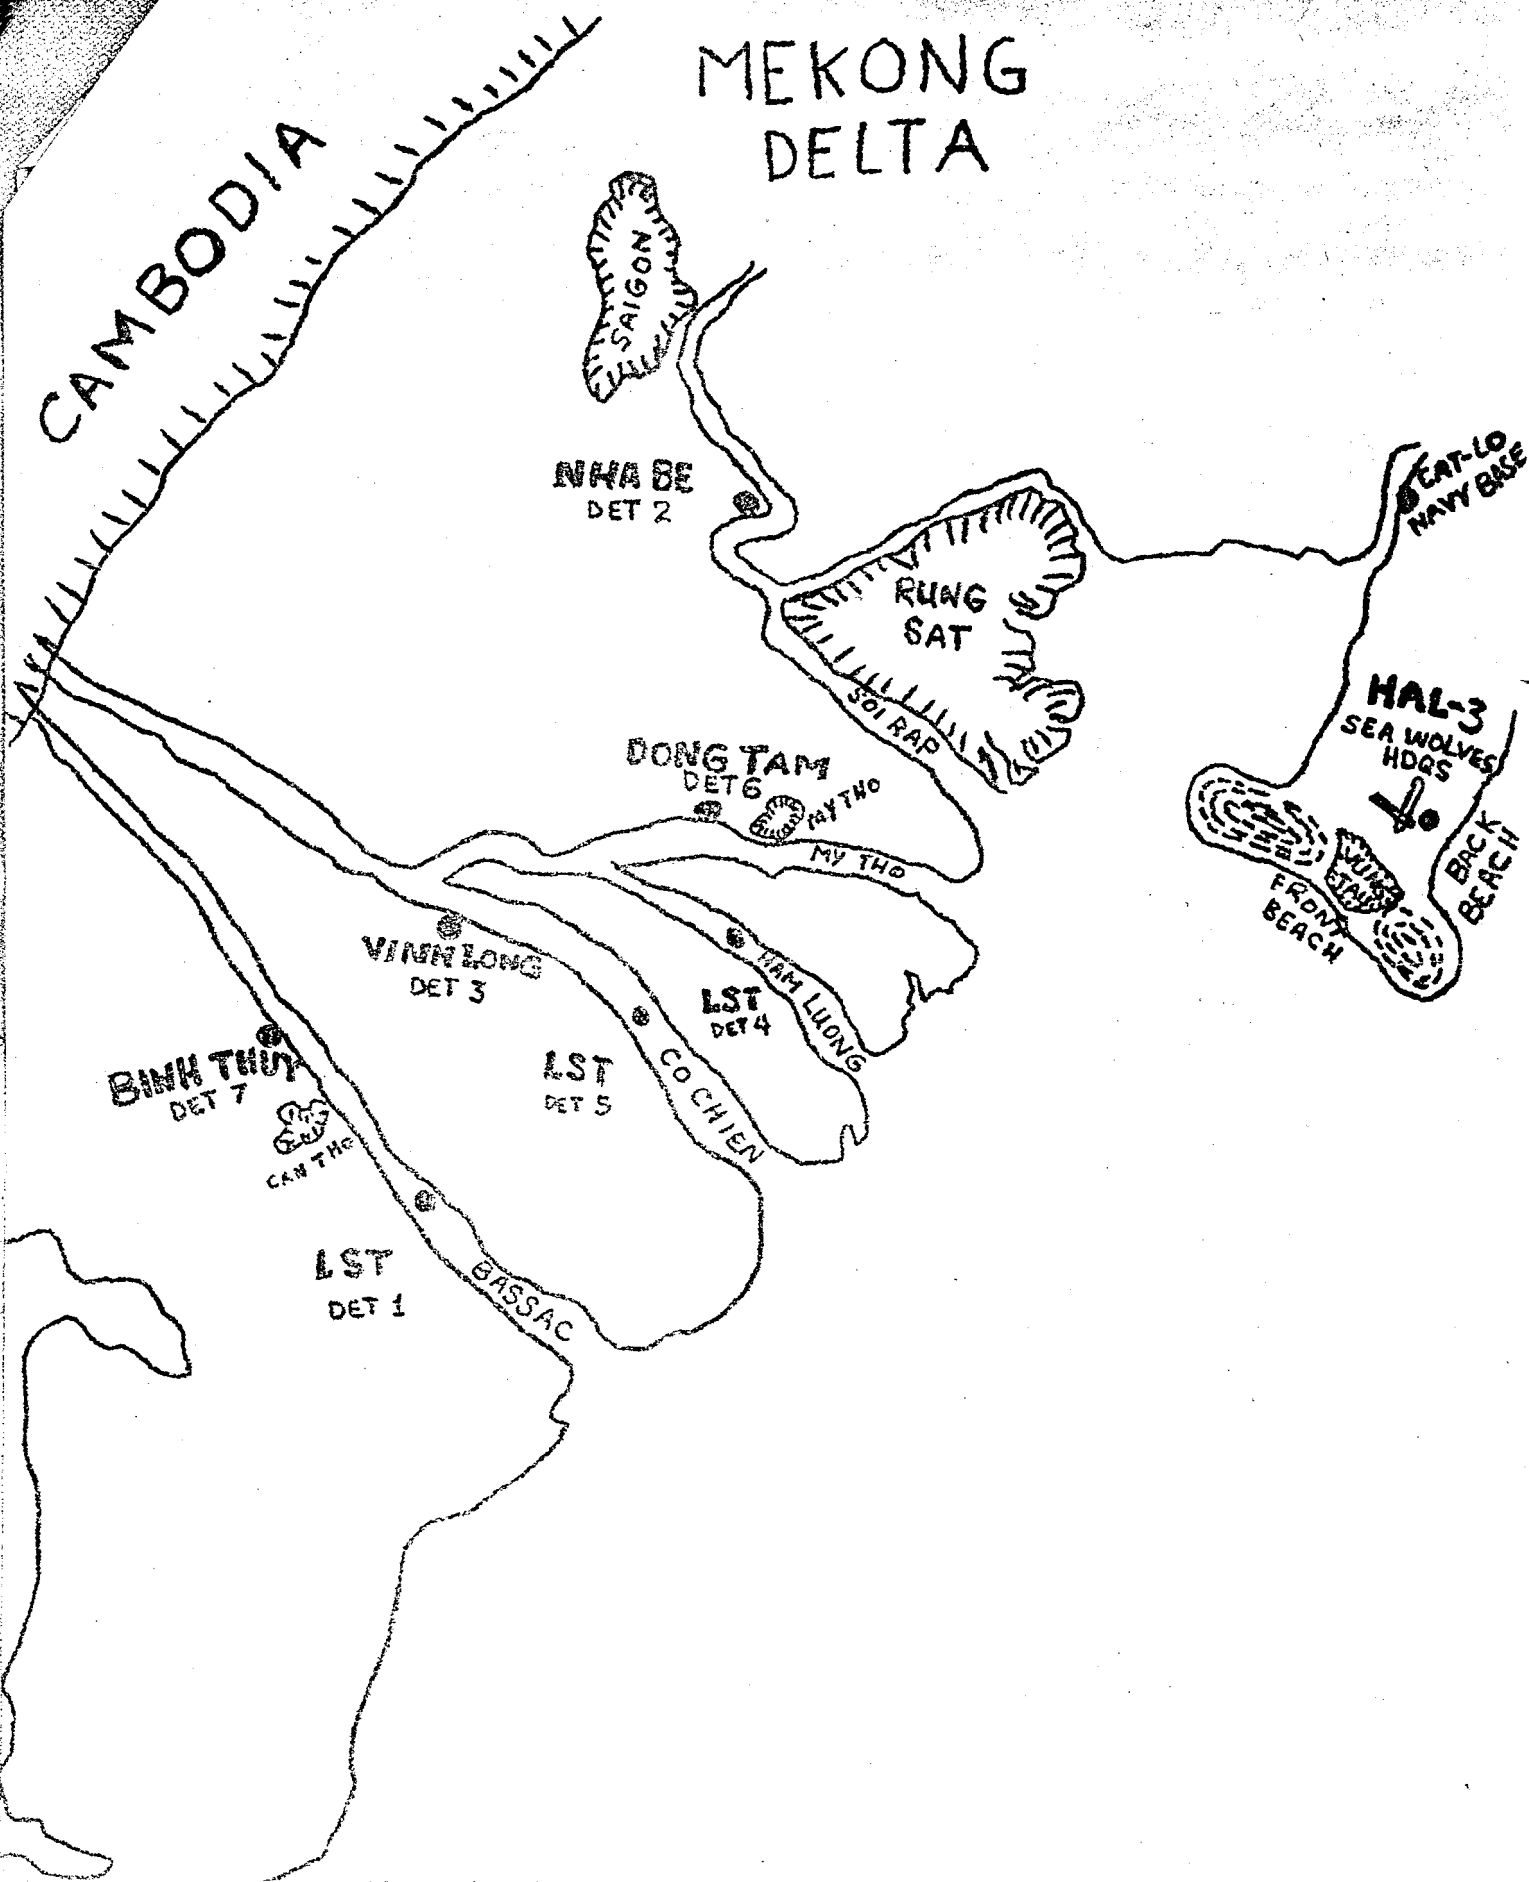 MEKONG
DELTA
CAMBODIA
SAIGON
NHA BE
DET 2
CAT-LO
NAVY BASE
RUNG
SAT
SOI RAP
HAL-3
SEA WOLVES
HDQS
DONG TAM
DET 6
MY THO
MY THO
BACK
BEACH
VUNG
TAU
FRONT
BEACH
VINH LONG
DET 3
HAM LUONG
LST
DET 4
LST
DET 5
CO CHIEN
BINH THUY
DET 7
CAN THO
LST
DET 1
BASSAC